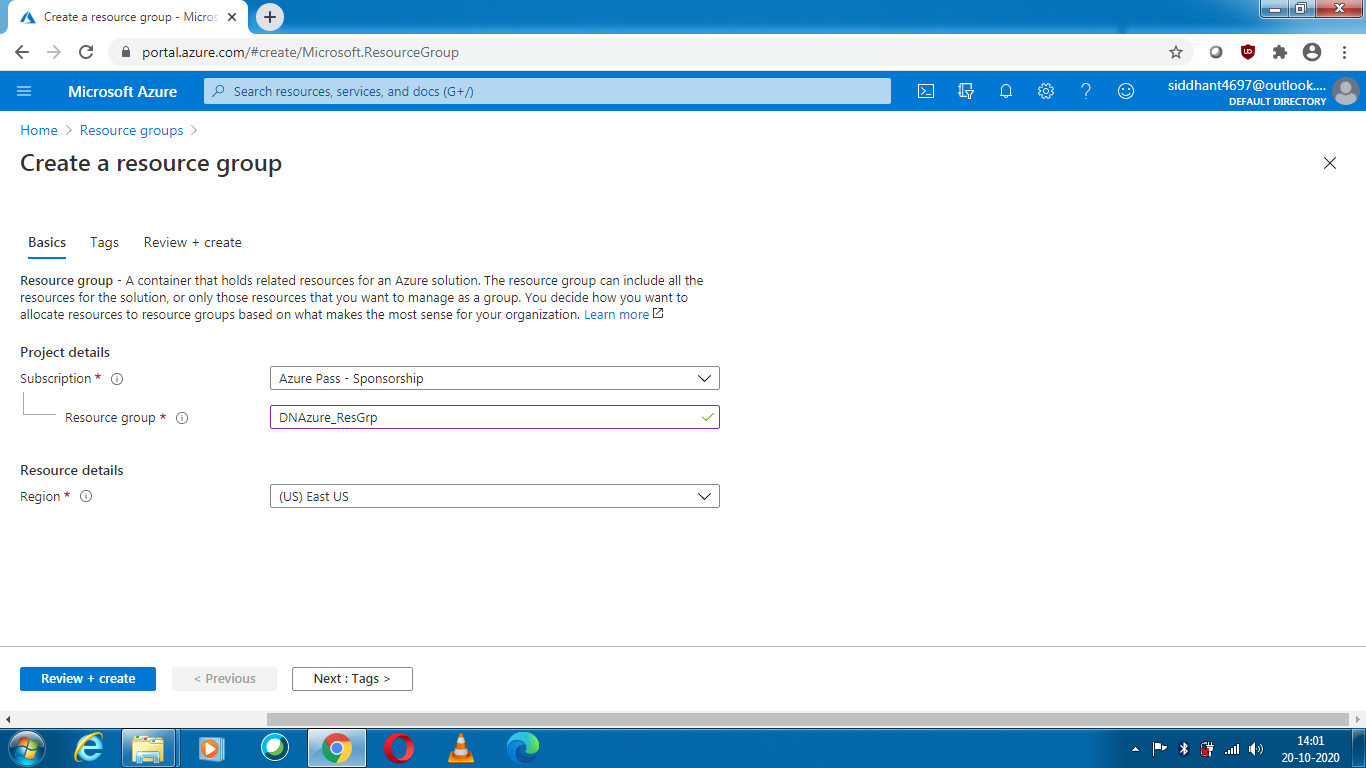 Create a resource group - Micros
portal.azure.com/#create/Microsoft.ResourceGroup
Microsoft Azure
Search resources, services, and docs (G+/)
siddhant4697@outlook....
DEFAULT DIRECTORY
Home > Resource groups >
Create a resource group
Basics Tags Review + create
Resource group - A container that holds related resources for an Azure solution. The resource group can include all the
resources for the solution, or only those resources that you want to manage as a group. You decide how you want to
allocate resources to resource groups based on what makes the most sense for your organization. Learn more
Project details
Subscription * Azure Pass - Sponsorship
Resource group * DNAzure_ResGrp
Resource details
Region * (US) East US
Review + create < Previous Next : Tags >
14:01
20-10-2020